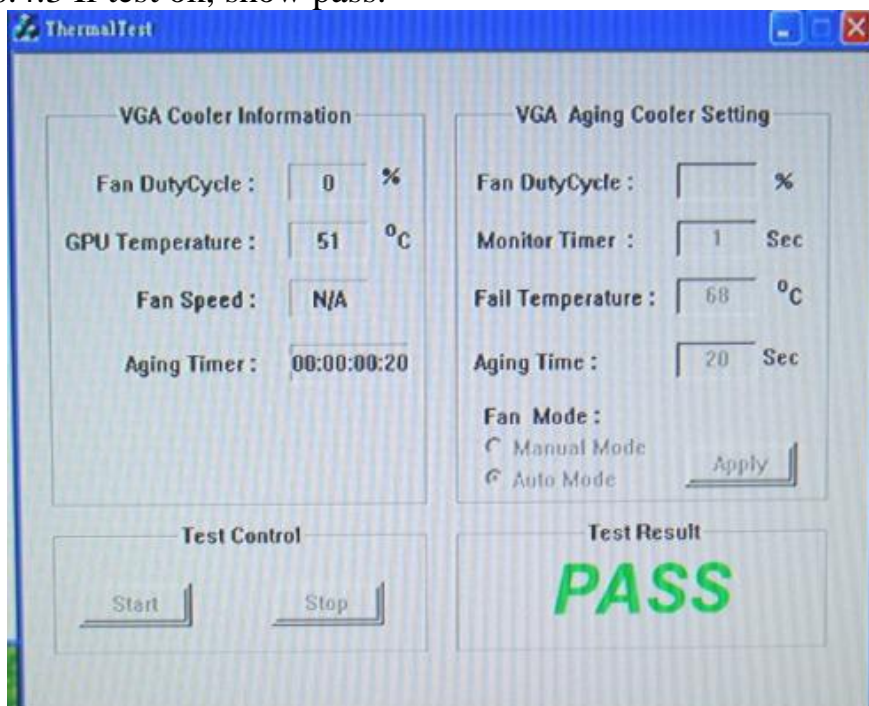 If test ok, show pass.
ThermalTest
VGA Cooler Information
Fan DutyCycle : 0 %
GPU Temperature : 51 ºC
Fan Speed : N/A
Aging Timer : 00:00:00:20
VGA Aging Cooler Setting
Fan DutyCycle : %
Monitor Timer : 1 Sec
Fail Temperature : 68 ºC
Aging Time : 20 Sec
Fan Mode :
Manual Mode
Auto Mode
Apply
Test Control
Start Stop
Test Result
PASS